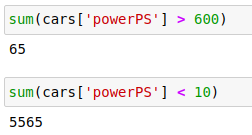 sum(cars['powerPS'] > 600)
65
sum(cars['powerPS'] < 10)
5565